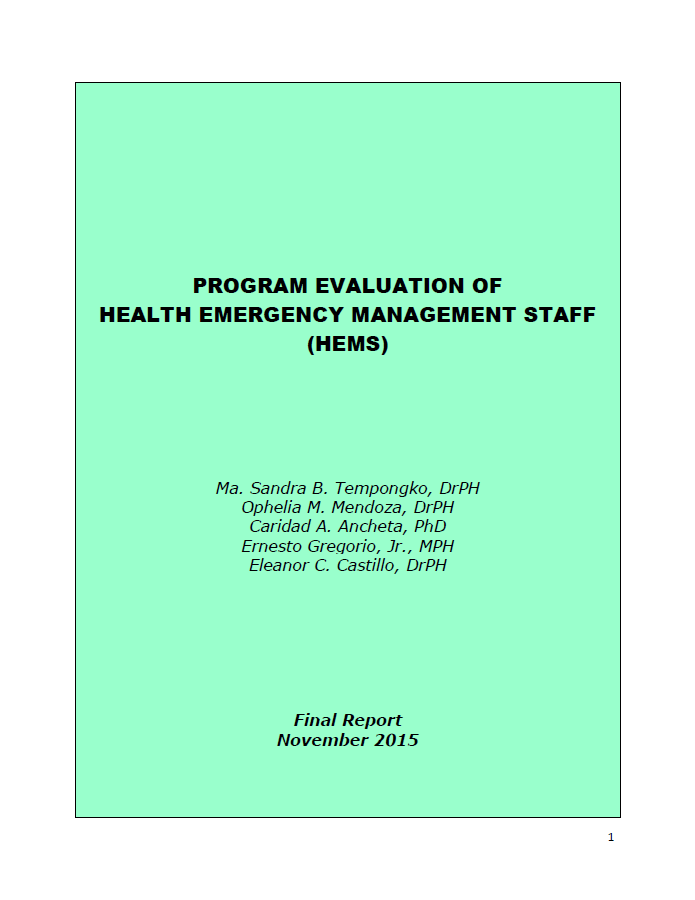 PROGRAM EVALUATION OF
HEALTH EMERGENCY MANAGEMENT STAFF
(HEMS)
Ma. Sandra B. Tempongko, DrPH
Ophelia M. Mendoza, DrPH
Caridad A. Ancheta, PhD
Ernesto Gregorio, Jr., MPH
Eleanor C. Castillo, DrPH
Final Report
November 2015
1